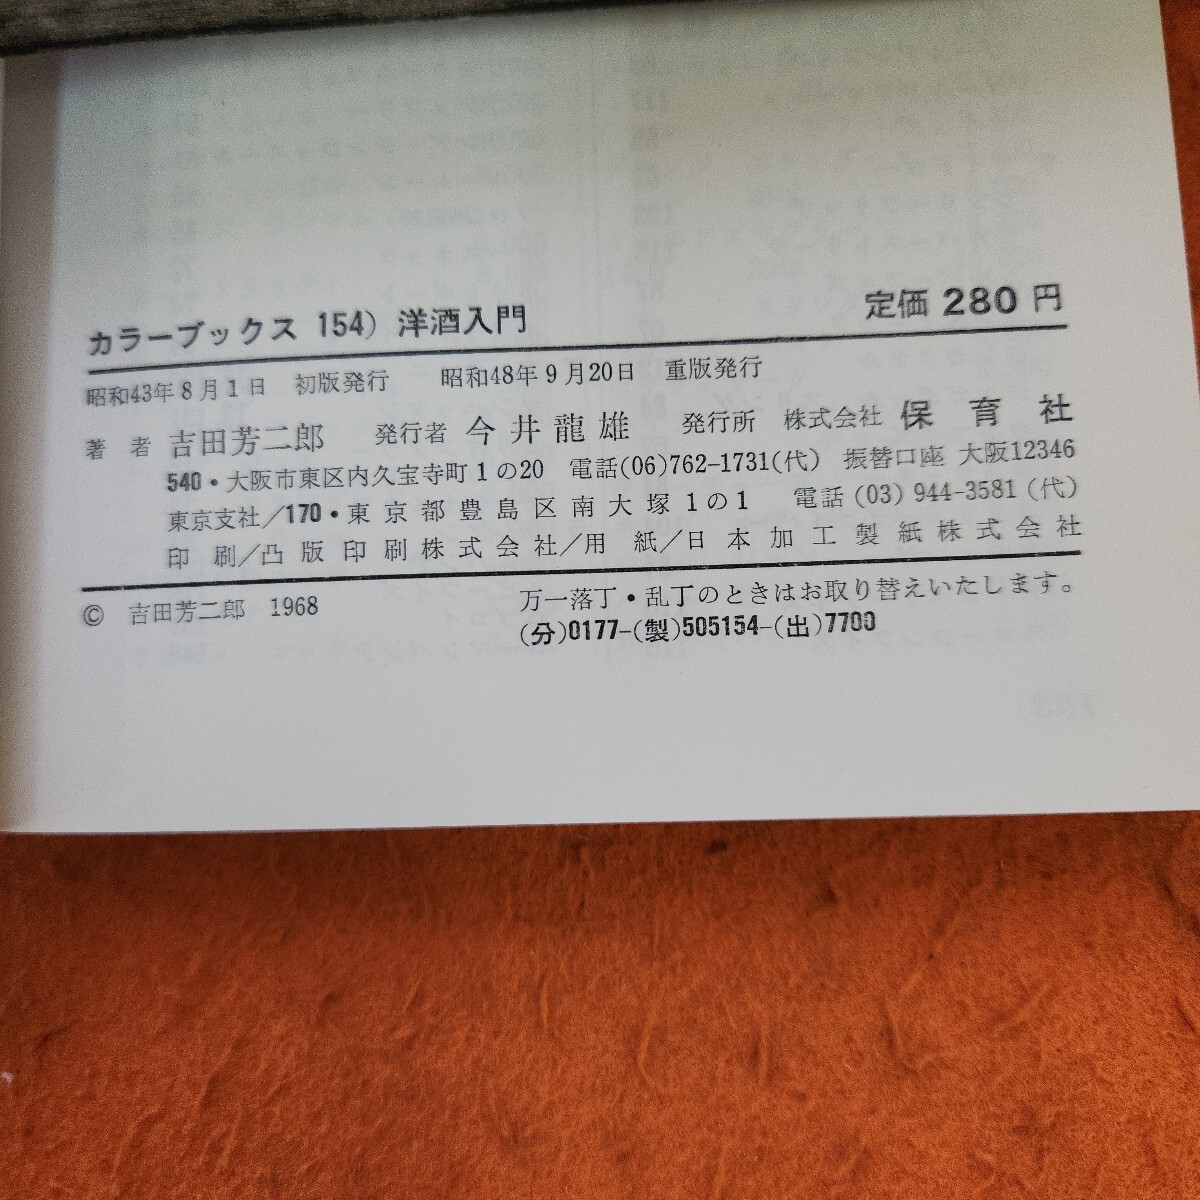 カラーブックス 154) 洋酒入門　定価 280 円
昭和43年8月1日　初版発行　昭和48年9月20日　重版発行
著 者　吉田芳二郎　発行者 今井龍雄　発行所　株式会社 保育社
540・大阪市東区内久宝寺町1の20　電話(06)762-1731(代)　振替口座 大阪12346
東京支社/170・東京都豊島区南大塚1の1　電話(03)944-3581(代)
印 刷/凸版印刷株式会社/用 紙/日本加工製紙株式会社
© 吉田芳二郎 1968　万一落丁・乱丁のときはお取り替えいたします。
(分)0177-(製)505154-(出)7700